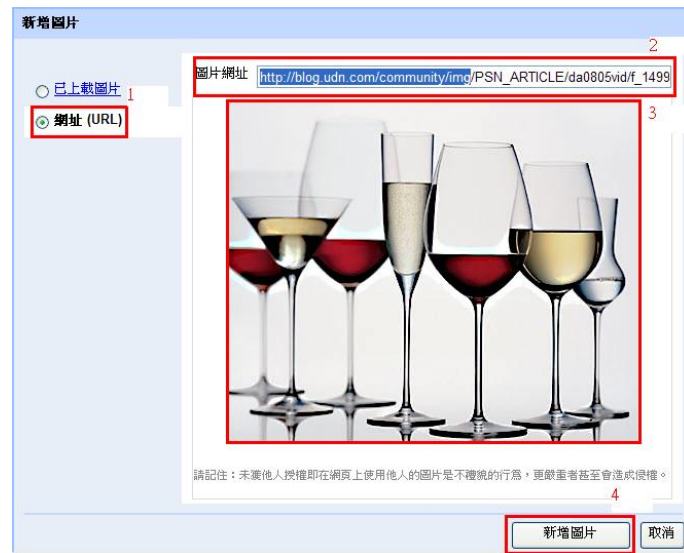 新增圖片
2
圖片網址 http://blog.udn.com/community/img/PSN_ARTICLE/da0805vid/f_1499
已上載圖片 1
網址 (URL)
3
請記住：未獲他人授權即在網頁上使用他人的圖片是不禮貌的行為，更嚴重者甚至會造成侵權。
4
新增圖片 取消